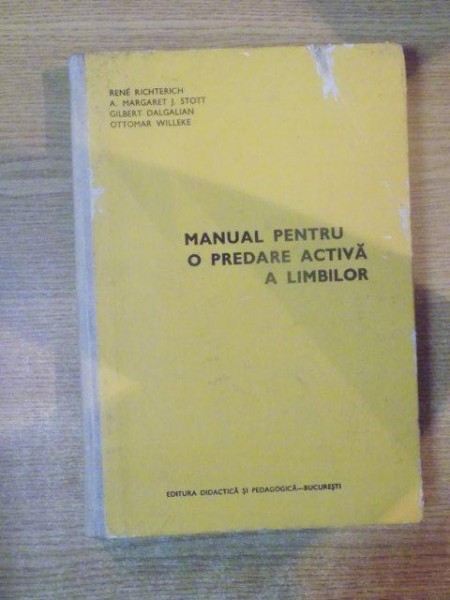 RENÉ RICHTERICH
A. MARGARET J. STOTT
GILBERT DALGALIAN
OTTOMAR WILLEKE
MANUAL PENTRU
O PREDARE ACTIVĂ
A LIMBILOR
EDITURA DIDACTICĂ ȘI PEDAGOGICĂ—BUCUREȘTI